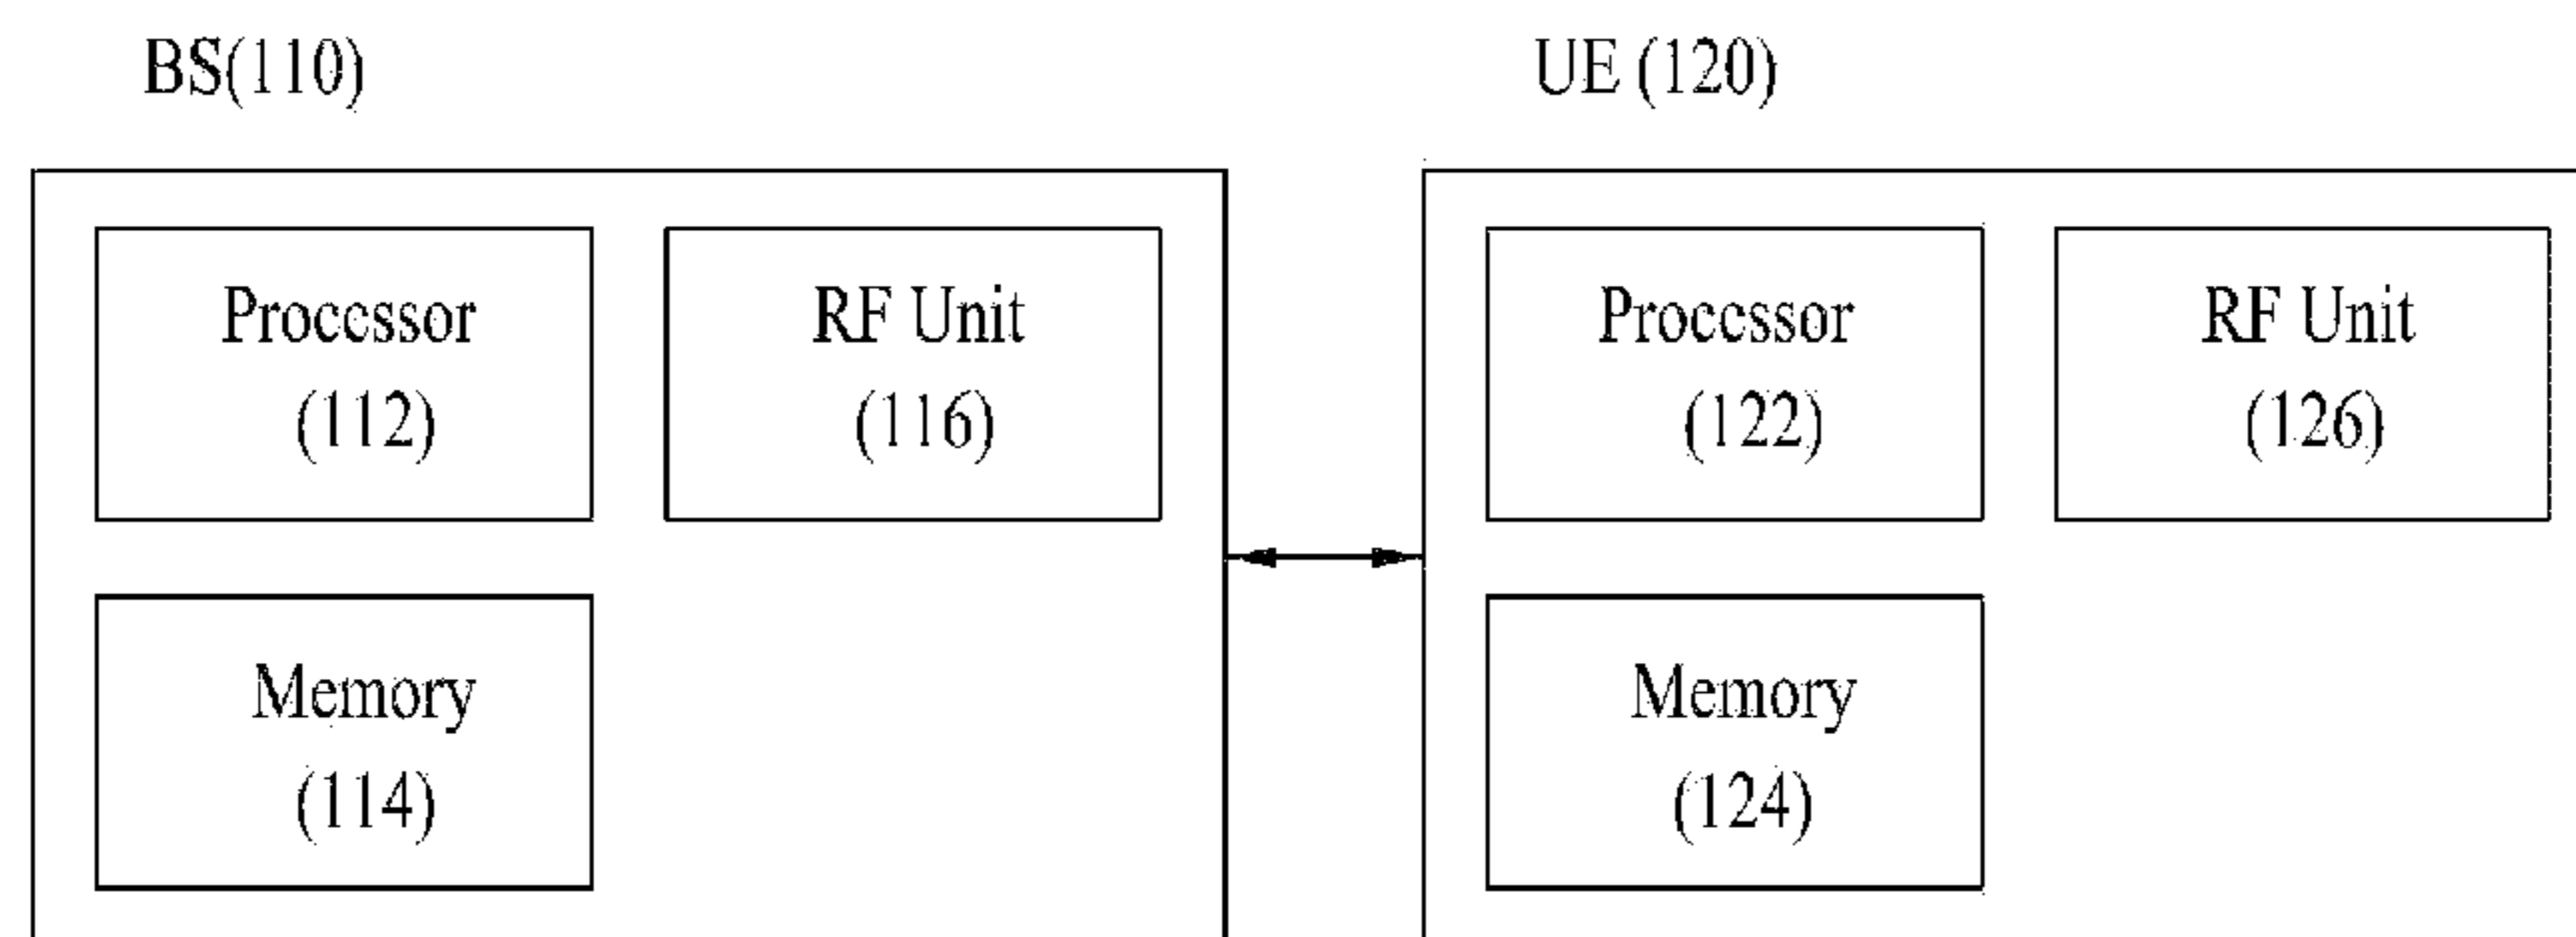 BS(110)
UE (120)
Processor
(112)
RF Unit
(116)
Processor
(122)
RF Unit
(126)
Memory
(114)
Memory
(124)